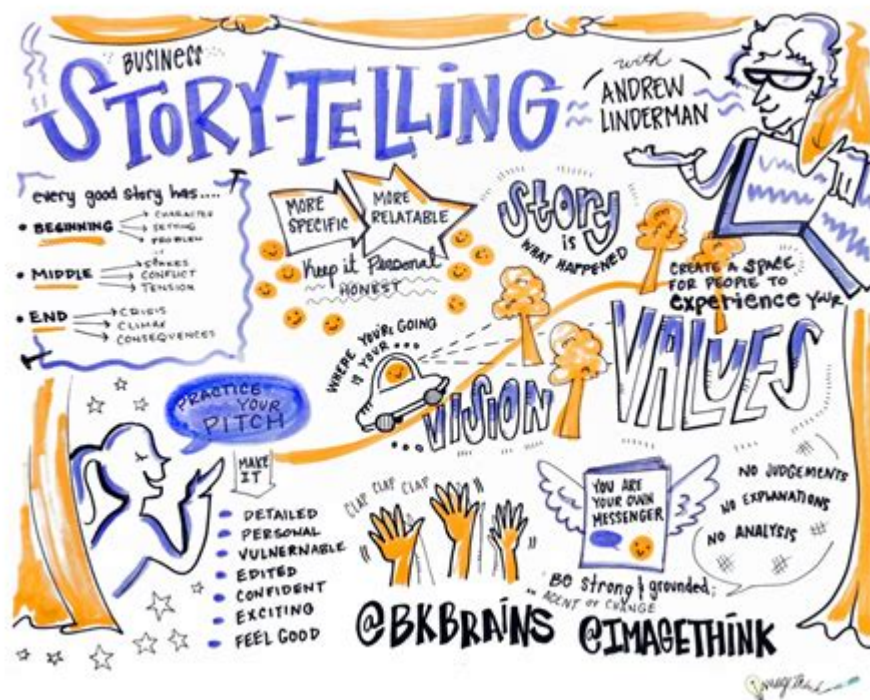 BUSINESS
STORY-TELLING
with
ANDREW
LINDERMAN
every good story has....
• BEGINNING
CHARACTER
SETTING
PROBLEM
• MIDDLE
STAKES
CONFLICT
TENSION
• END
CRISIS
CLIMAX
CONSEQUENCES
MORE
SPECIFIC
MORE
RELATABLE
Keep it Personal
HONEST
Story
is
WHAT HAPPENED
CREATE A SPACE
FOR PEOPLE TO
experience YOUR
VALUES
WHERE YOU'RE GOING
IS YOUR...
...VISION
PRACTICE
YOUR
PITCH
MAKE
IT
• DETAILED
• PERSONAL
• VULNERNABLE
• EDITED
• CONFIDENT
• EXCITING
• FEEL GOOD
CLAP CLAP CLAP
YOU ARE
YOUR OWN
MESSENGER
NO JUDGEMENTS
NO EXPLANATIONS
NO ANALYSIS
BE strong & grounded;
AN AGENT OF CHANGE
@BKBRAINS @IMAGETHINK
ImageThink